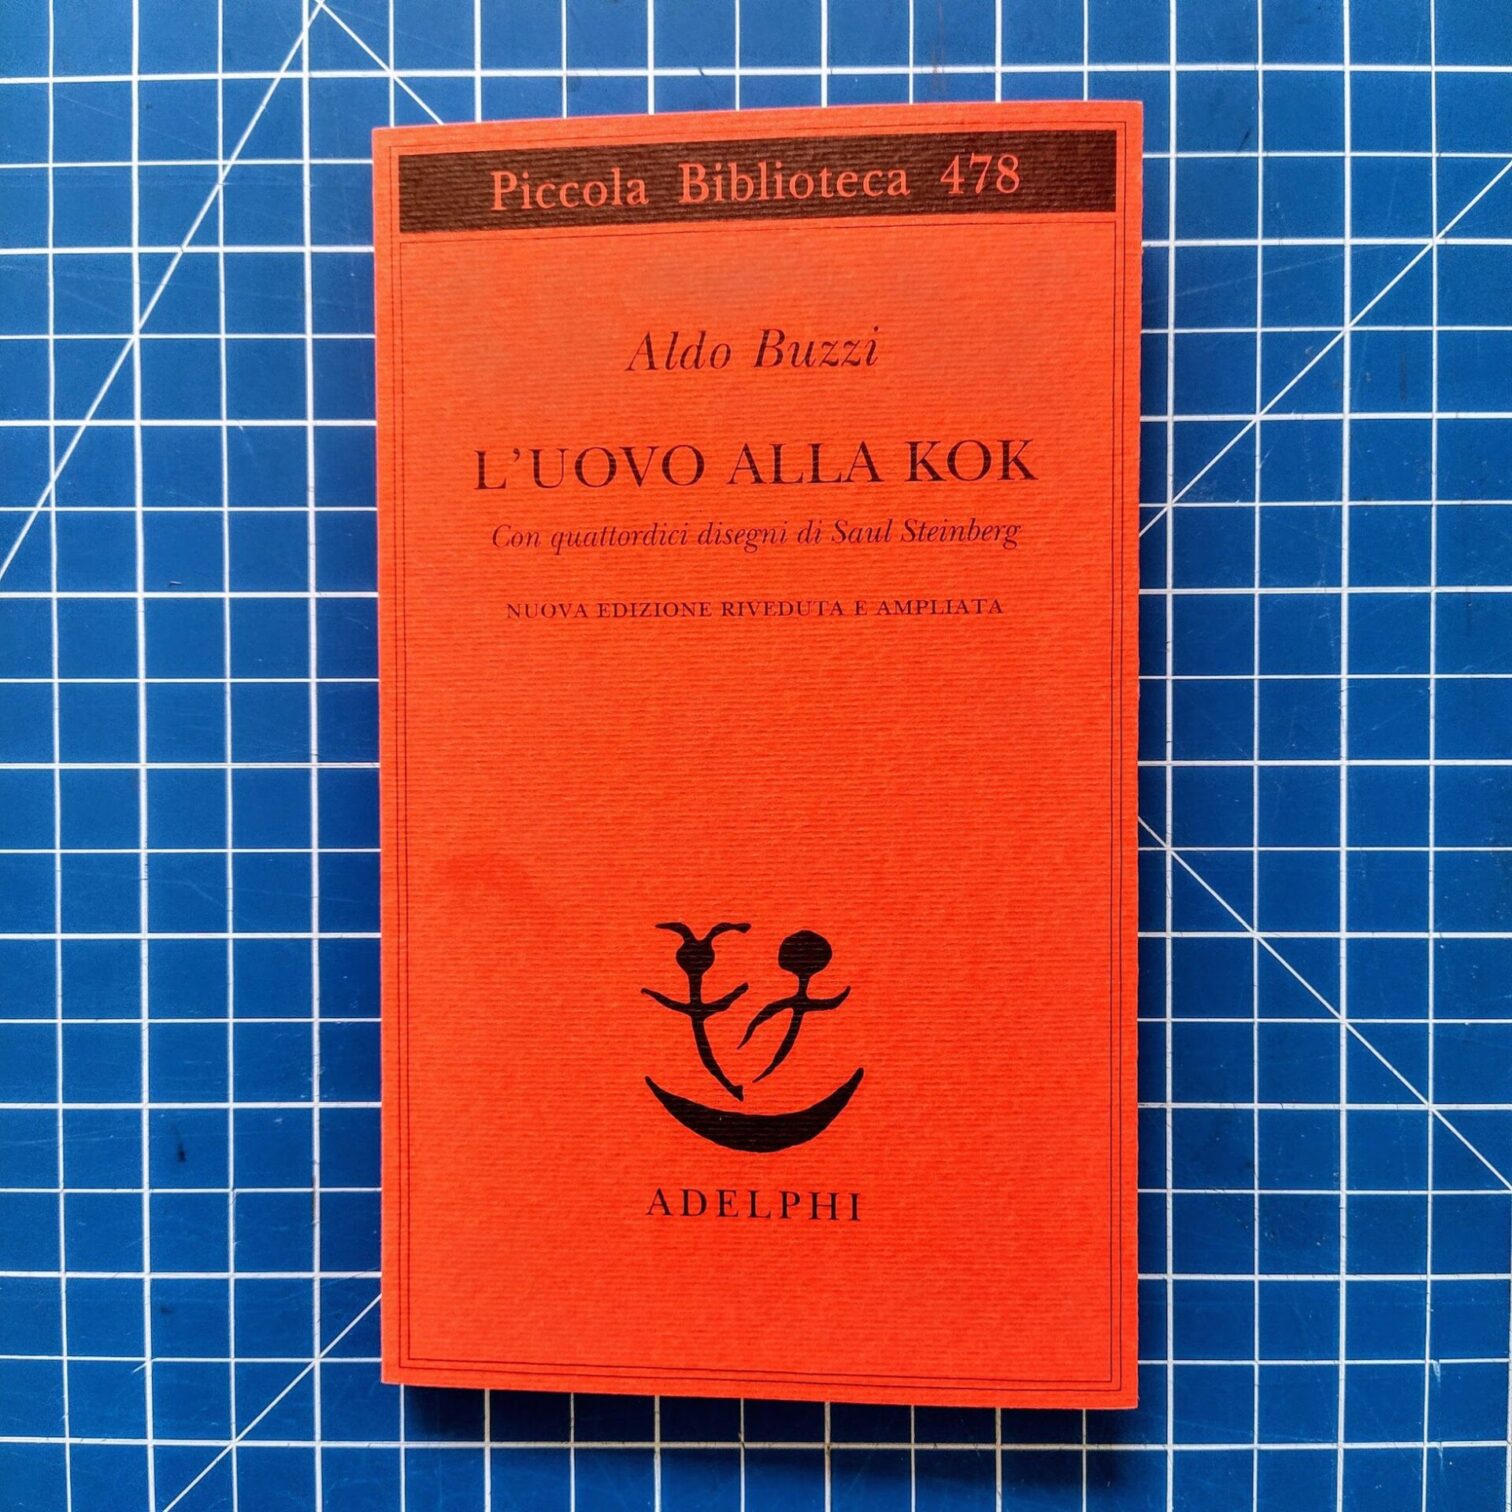 Piccola Biblioteca 478
Aldo Buzzi
L'UOVO ALLA KOK
Con quattordici disegni di Saul Steinberg
NUOVA EDIZIONE RIVEDUTA E AMPLIATA
ADELPHI